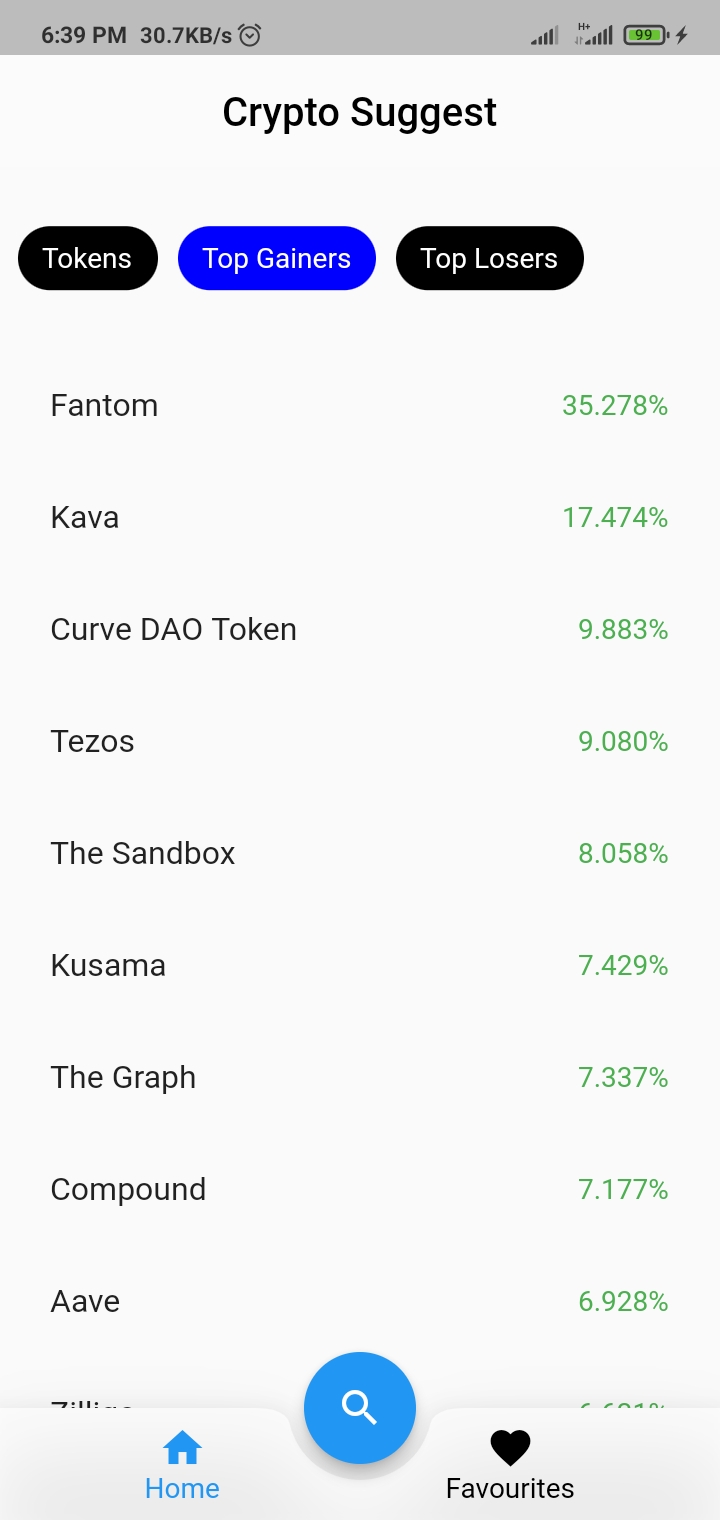 6:39 PM 30.7KB/s H+ 99
Crypto Suggest
Tokens Top Gainers Top Losers
Fantom 35.278%
Kava 17.474%
Curve DAO Token 9.883%
Tezos 9.080%
The Sandbox 8.058%
Kusama 7.429%
The Graph 7.337%
Compound 7.177%
Aave 6.928%
Home Favourites